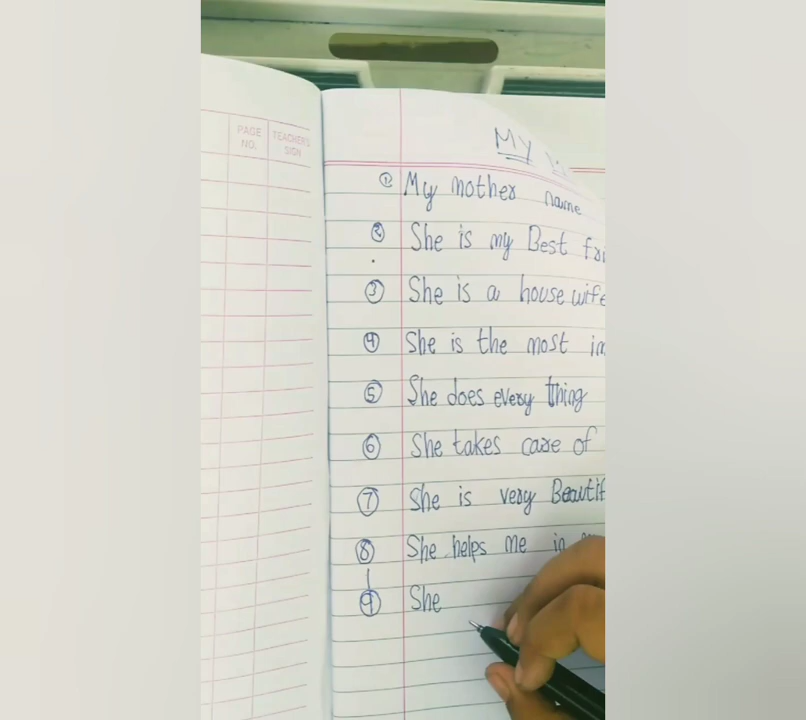 PAGE NO.
TEACHER'S SIGN
MY
① My mother name
② She is my Best
③ She is a house wife
④ She is the most
⑤ She does every thing
⑥ She takes care of
⑦ She is very
⑧ She helps me in
⑨ She